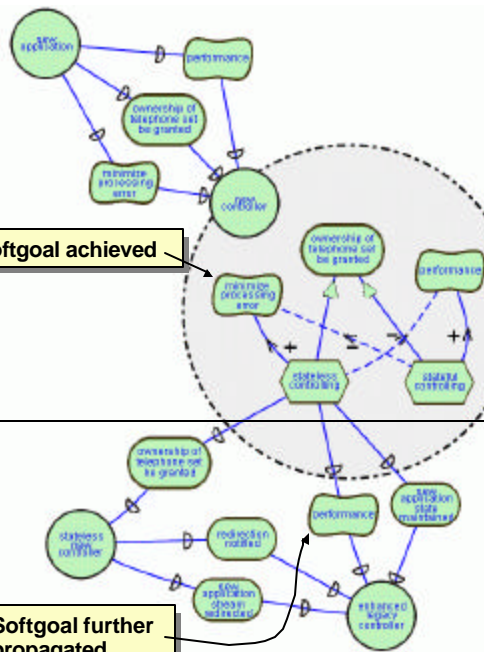 new
application
performance
ownership of
telephone set
be granted
minimize
processing
error
new
controller
oftgoal achieved
ownership of
telephone set
be granted
performance
minimize
processing
error
+
+
stateless
controlling
stateful
controlling
ownership of
telephone set
be granted
performance
new
application
state
maintained
stateless
new
controller
redirection
notified
new
application
stream
redirected
enhanced
legacy
controller
Softgoal further
propagated